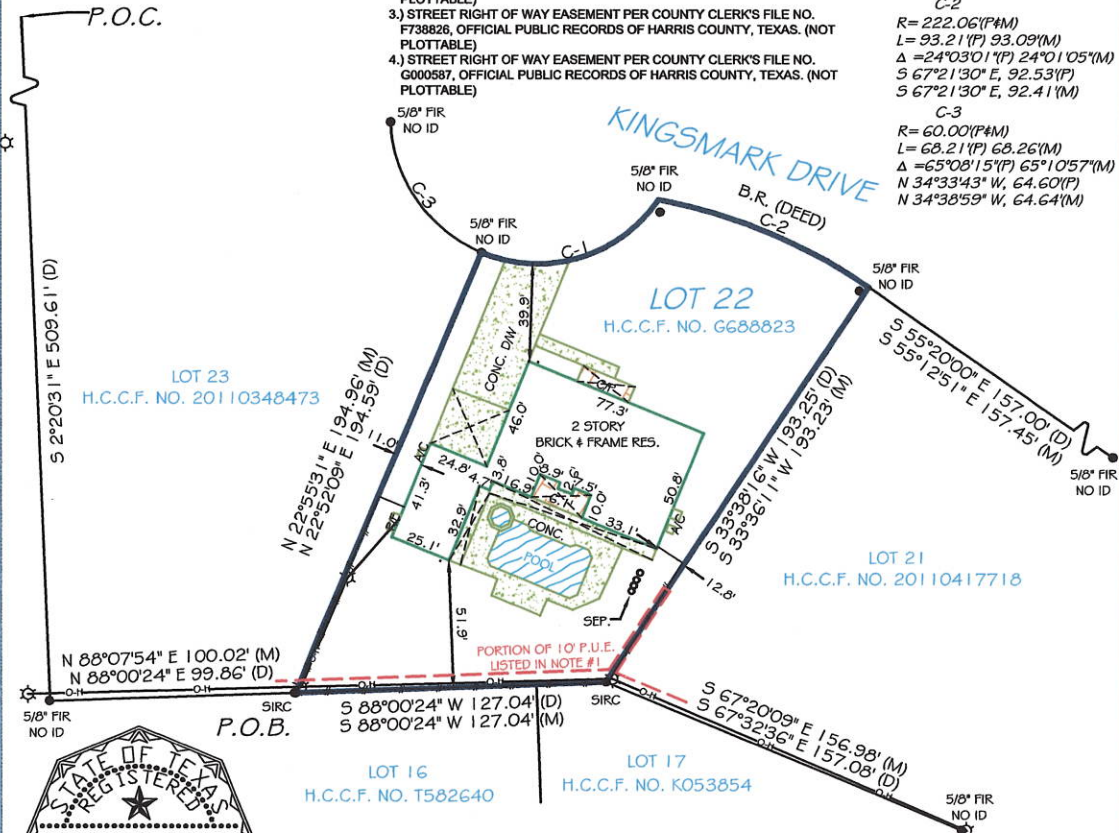 P.O.C.
PLOTTABLE)
3.) STREET RIGHT OF WAY EASEMENT PER COUNTY CLERK'S FILE NO.
F738826, OFFICIAL PUBLIC RECORDS OF HARRIS COUNTY, TEXAS. (NOT
PLOTTABLE)
4.) STREET RIGHT OF WAY EASEMENT PER COUNTY CLERK'S FILE NO.
G000587, OFFICIAL PUBLIC RECORDS OF HARRIS COUNTY, TEXAS. (NOT
PLOTTABLE)
C-2
R= 222.06'(P&M)
L= 93.21'(P) 93.09'(M)
Δ =24°03'01"(P) 24°01'05"(M)
S 67°21'30" E, 92.53'(P)
S 67°21'30" E, 92.41'(M)
C-3
R= 60.00'(P&M)
L= 68.21'(P) 68.26'(M)
Δ =65°08'15"(P) 65°10'57"(M)
N 34°33'43" W, 64.60'(P)
N 34°38'59" W, 64.64'(M)
5/8" FIR
NO ID
KINGSMARK DRIVE
5/8" FIR
NO ID
B.R. (DEED)
C-2
C-3
5/8" FIR
NO ID
C-1
5/8" FIR
NO ID
LOT 22
H.C.C.F. NO. G688823
S 2°20'31" E 509.61' (D)
39.9'
CONC. D/W
S 55°20'00" E 157.00' (D)
S 55°12'51" E 157.45' (M)
5/8" FIR
NO ID
LOT 23
H.C.C.F. NO. 20110348473
N 22°55'31" E 194.96' (M)
N 22°52'09" E 194.59' (D)
11.0'
77.3'
2 STORY
BRICK & FRAME RES.
46.0'
S 33°38'16" W 193.25' (D)
S 33°36'11" W 193.23' (M)
A/C
24.8'
4.7'
3.8'
16.9'
10.0'
7.5'
10.0'
33.1'
50.8'
A/C
41.3'
32.9'
25.1'
CONC.
POOL
SEP.
12.8'
51.9'
LOT 21
H.C.C.F. NO. 20110417718
PORTION OF 10' P.U.E.
LISTED IN NOTE #1
N 88°07'54" E 100.02' (M)
N 88°00'24" E 99.86' (D)
5/8" FIR
NO ID
P.O.B.
SIRC
S 88°00'24" W 127.04' (D)
S 88°00'24" W 127.04' (M)
SIRC
S 67°20'09" E 156.98' (M)
S 67°32'36" E 157.08' (D)
5/8" FIR
NO ID
LOT 16
H.C.C.F. NO. T582640
LOT 17
H.C.C.F. NO. K053854
STATE OF TEXAS
REGISTERED